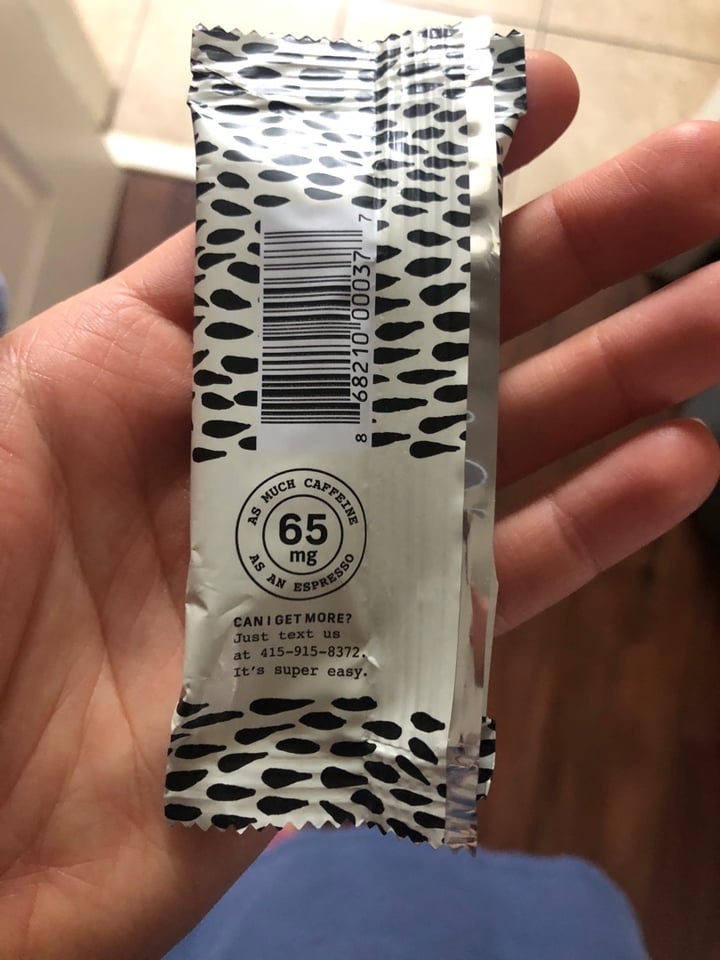 8 68210 00037 7
AS MUCH CAFFEINE
65
mg
AS AN ESPRESSO
CAN I GET MORE?
Just text us
at 415-915-8372.
It's super easy.